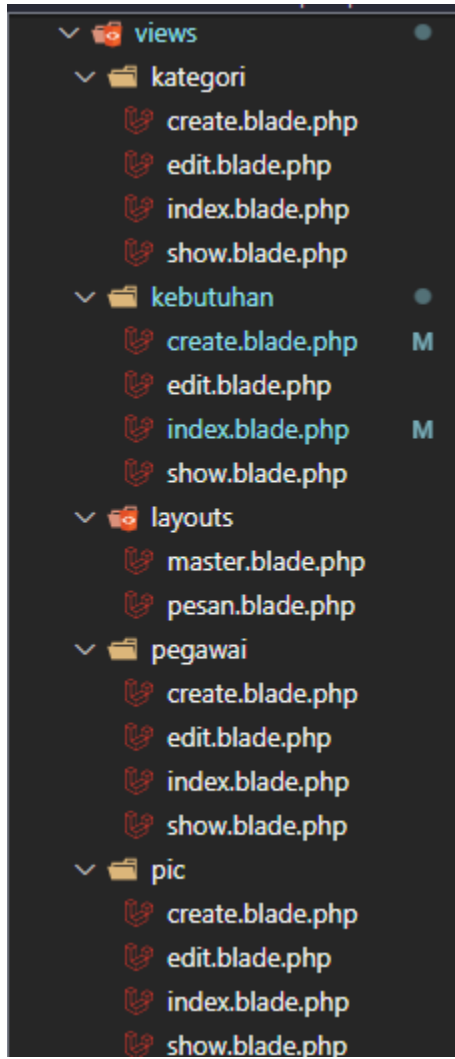 views
kategori
create.blade.php
edit.blade.php
index.blade.php
show.blade.php
kebutuhan
create.blade.php M
edit.blade.php
index.blade.php M
show.blade.php
layouts
master.blade.php
pesan.blade.php
pegawai
create.blade.php
edit.blade.php
index.blade.php
show.blade.php
pic
create.blade.php
edit.blade.php
index.blade.php
show.blade.php